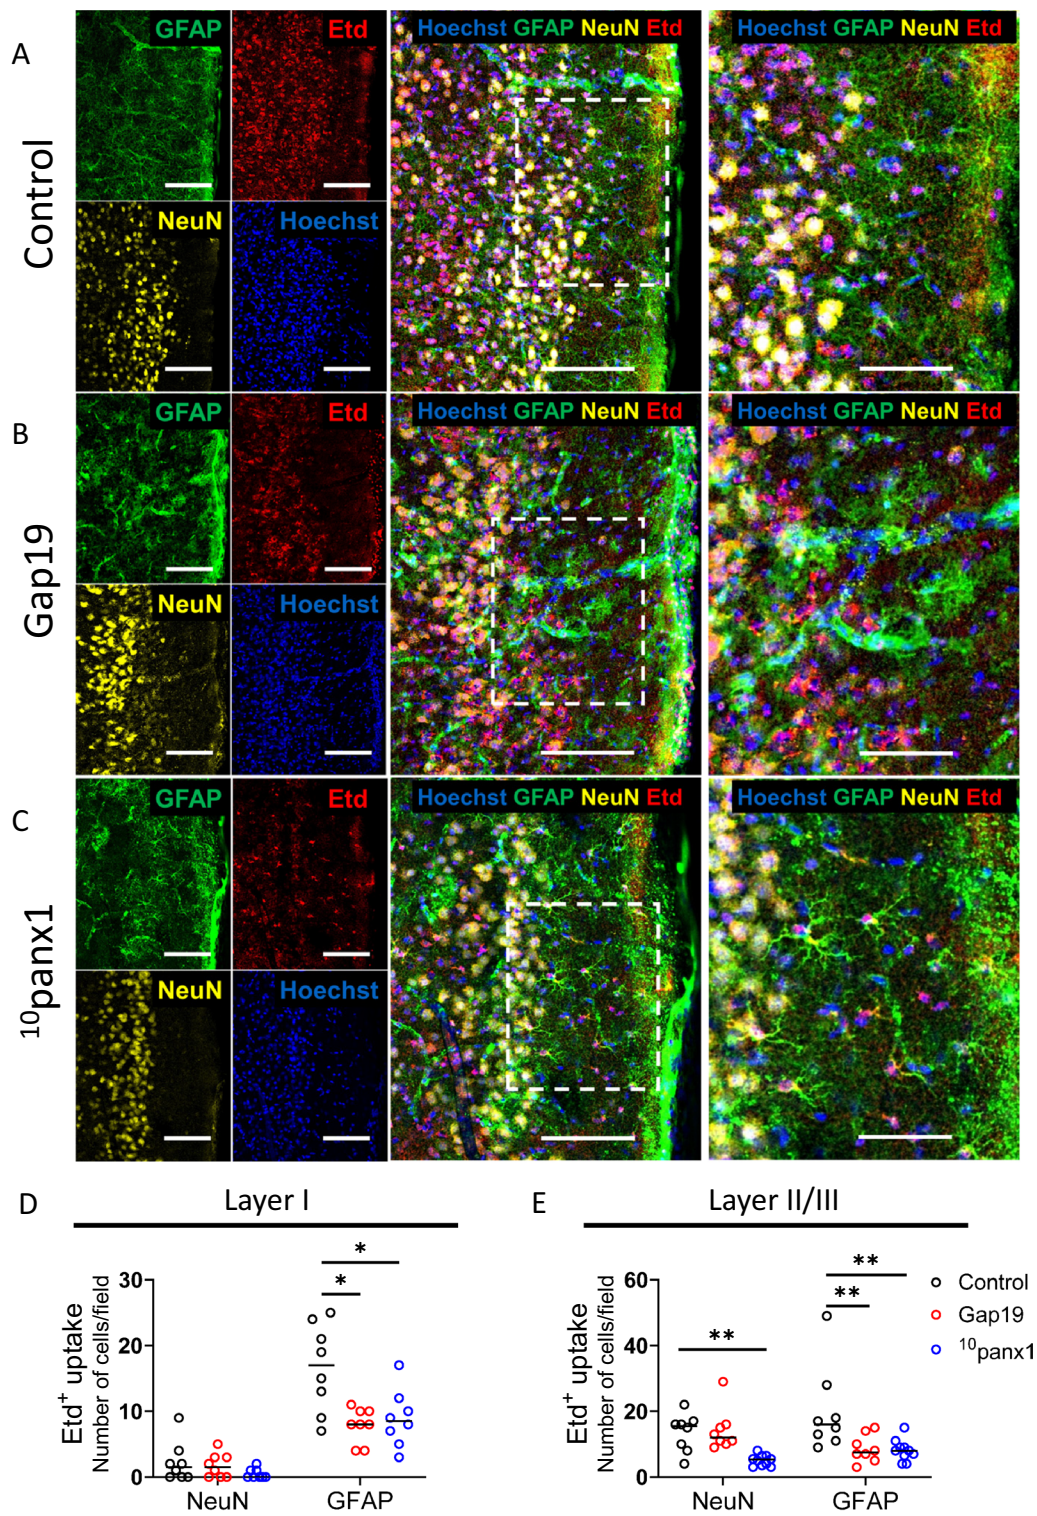 A
Control
GFAP
Etd
NeuN
Hoechst
Hoechst GFAP NeuN Etd
Hoechst GFAP NeuN Etd
B
Gap19
GFAP
Etd
NeuN
Hoechst
Hoechst GFAP NeuN Etd
Hoechst GFAP NeuN Etd
C
¹⁰panx1
GFAP
Etd
NeuN
Hoechst
Hoechst GFAP NeuN Etd
Hoechst GFAP NeuN Etd
D
Layer I
Etd⁺ uptake
Number of cells/field
30
20
10
0
*
*
NeuN
GFAP
E
Layer II/III
Etd⁺ uptake
Number of cells/field
60
40
20
0
**
**
**
NeuN
GFAP
Control
Gap19
¹⁰panx1